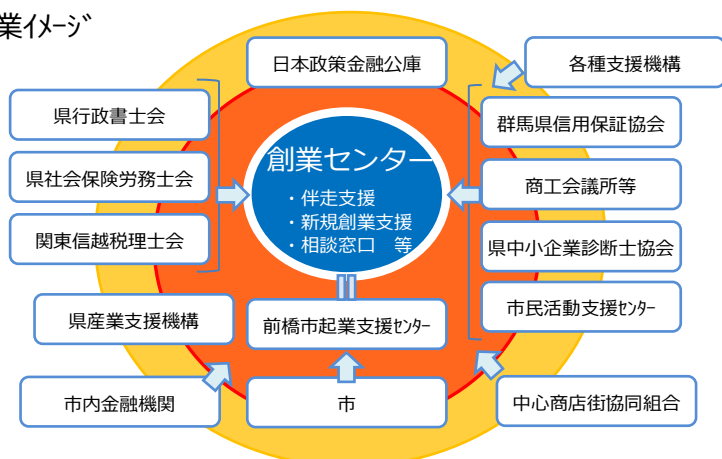 業ｲﾒｰｼﾞ
日本政策金融公庫
各種支援機構
県行政書士会
群馬県信用保証協会
創業センター
県社会保険労務士会
・伴走支援
・新規創業支援
・相談窓口　等
商工会議所等
関東信越税理士会
県中小企業診断士協会
県産業支援機構
前橋市起業支援ｾﾝﾀｰ
市民活動支援ｾﾝﾀｰ
市内金融機関
市
中心商店街協同組合